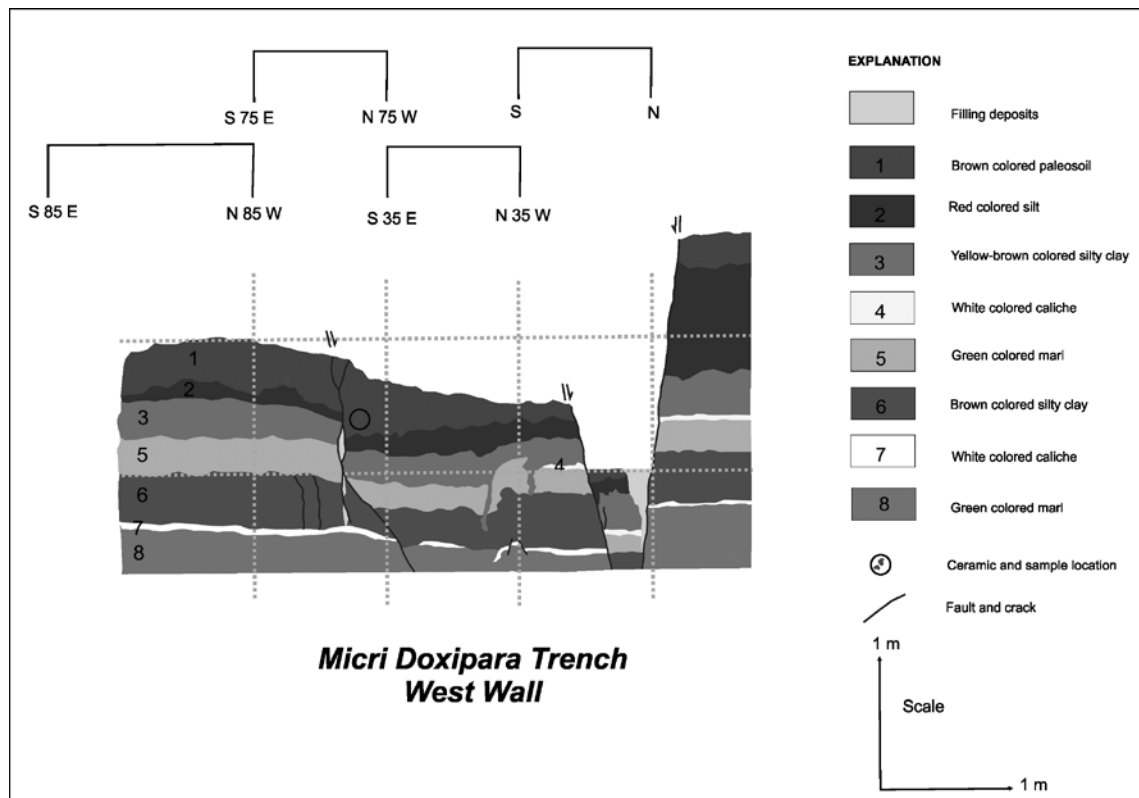 S 75 E
N 75 W
S
N
S 85 E
N 85 W
S 35 E
N 35 W
EXPLANATION
Filling deposits
1 Brown colored paleosoil
2 Red colored silt
3 Yellow-brown colored silty clay
4 White colored caliche
5 Green colored marl
6 Brown colored silty clay
7 White colored caliche
8 Green colored marl
Ceramic and sample location
Fault and crack
1
2
3
5
4
6
7
8
Micri Doxipara Trench
West Wall
1 m
Scale
1 m